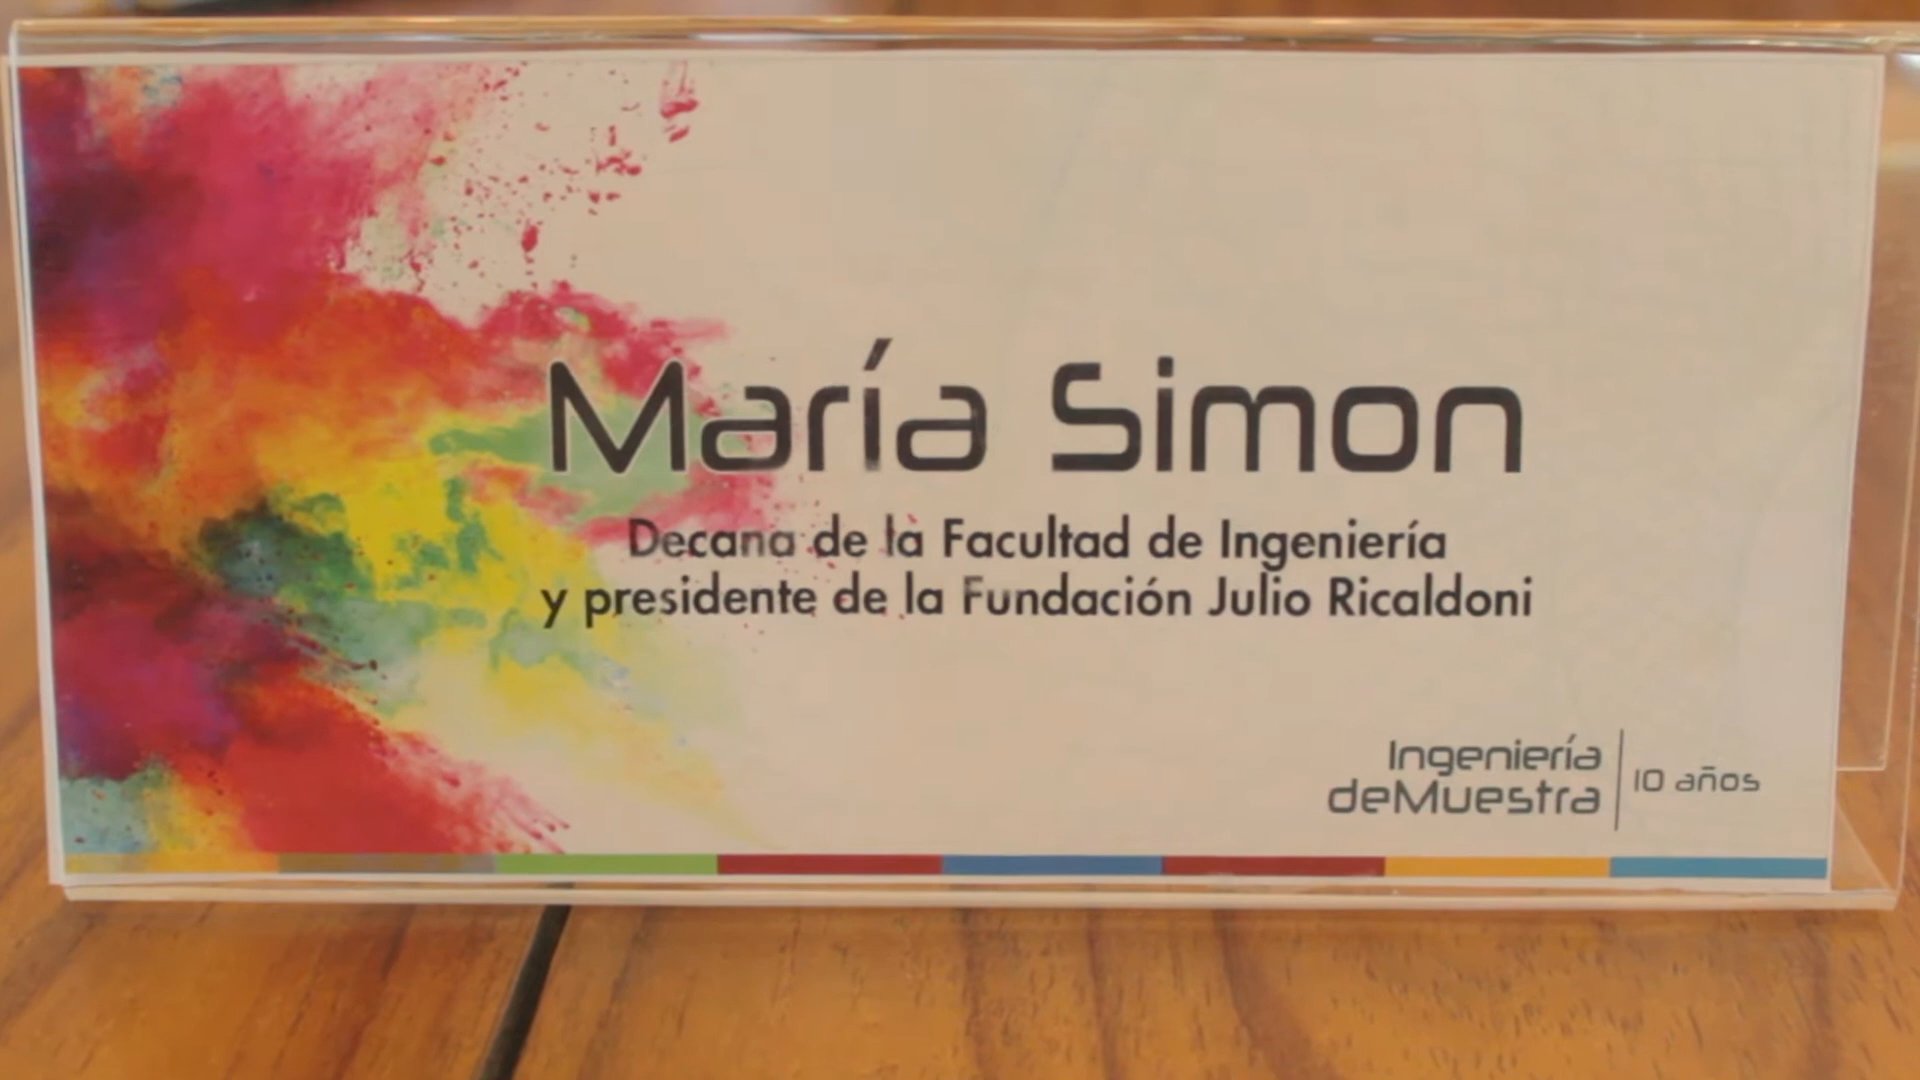 María Simon
Decana de la Facultad de Ingeniería
y presidente de la Fundación Julio Ricaldoni
Ingeniería
deMuestra
10 años